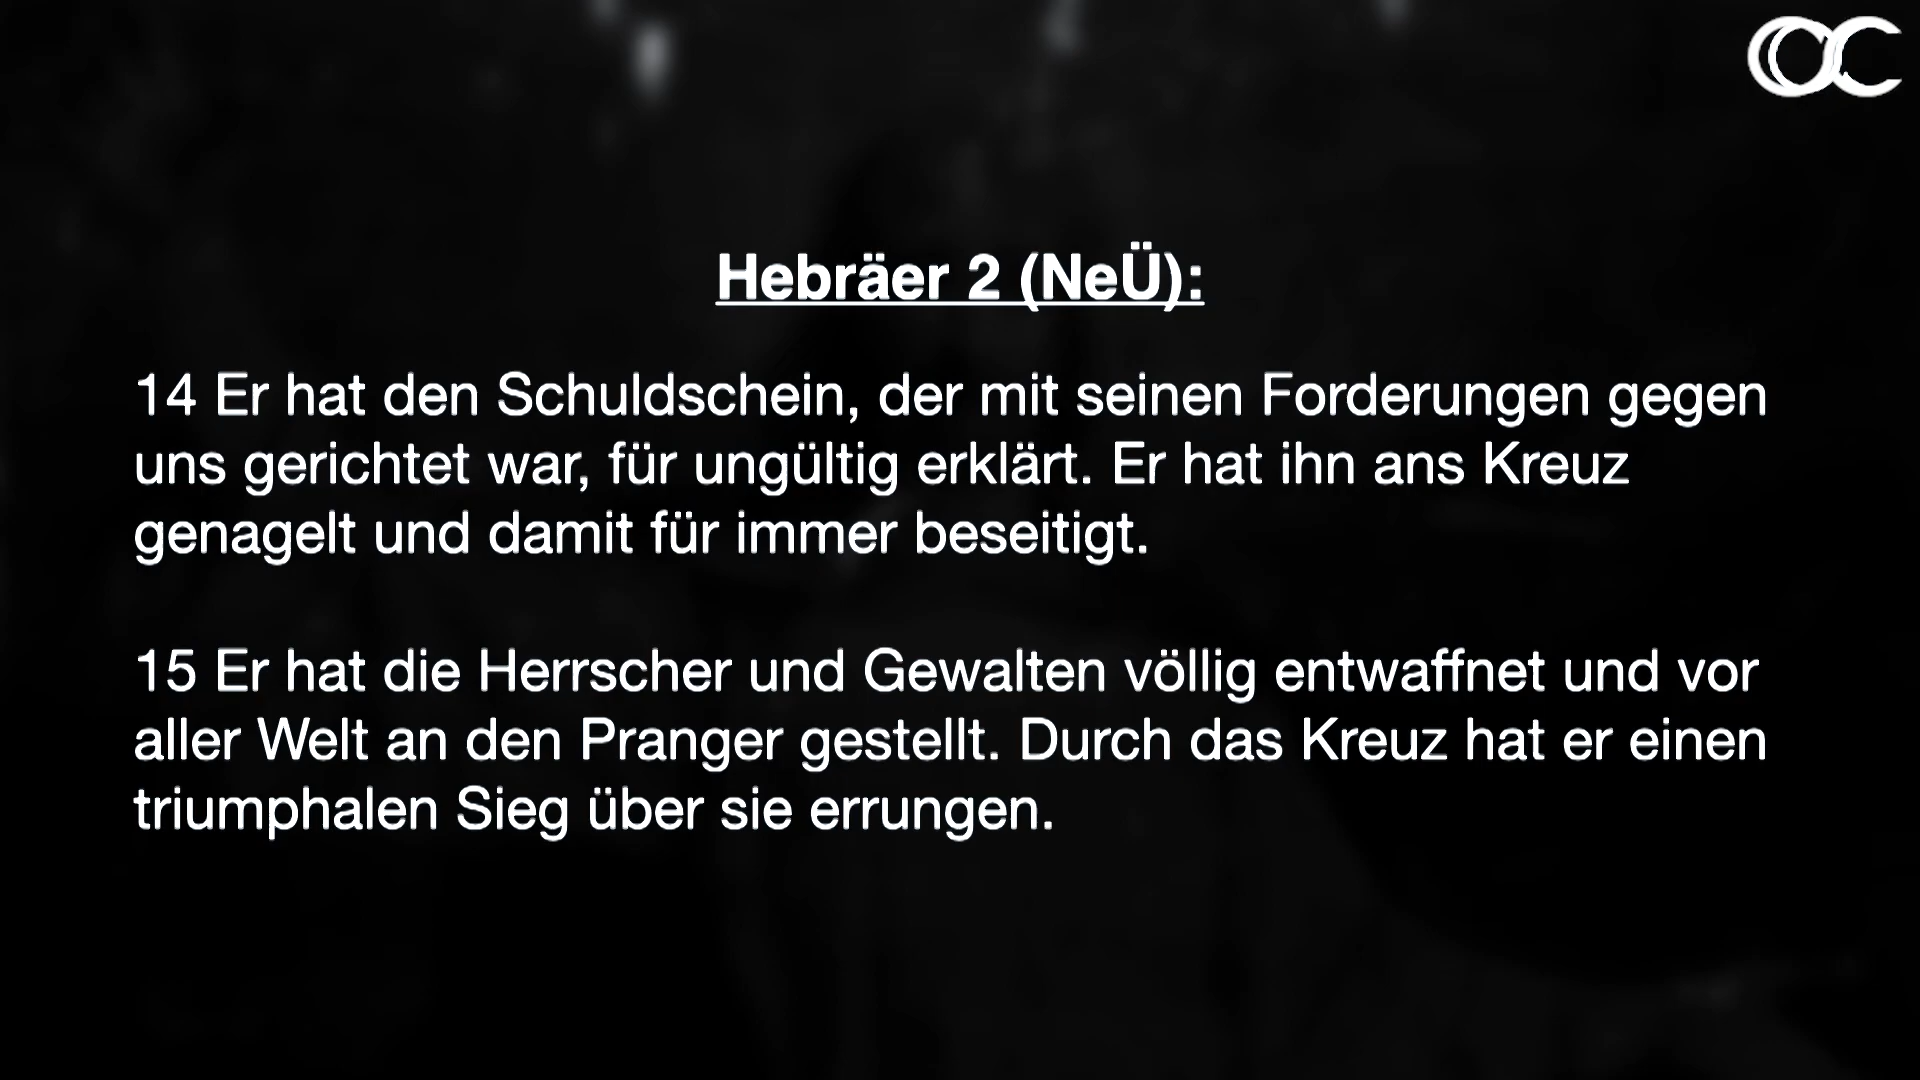 Hebräer 2 (NeÜ):
14 Er hat den Schuldschein, der mit seinen Forderungen gegen
uns gerichtet war, für ungültig erklärt. Er hat ihn ans Kreuz
genagelt und damit für immer beseitigt.
15 Er hat die Herrscher und Gewalten völlig entwaffnet und vor
aller Welt an den Pranger gestellt. Durch das Kreuz hat er einen
triumphalen Sieg über sie errungen.